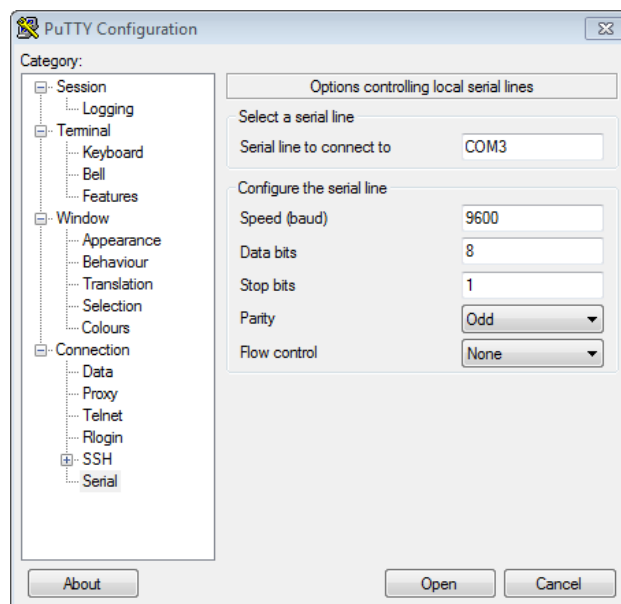 PuTTY Configuration
Category:
Session
Logging
Terminal
Keyboard
Bell
Features
Window
Appearance
Behaviour
Translation
Selection
Colours
Connection
Data
Proxy
Telnet
Rlogin
SSH
Serial
Options controlling local serial lines
Select a serial line
Serial line to connect to COM3
Configure the serial line
Speed (baud) 9600
Data bits 8
Stop bits 1
Parity Odd
Flow control None
About Open Cancel